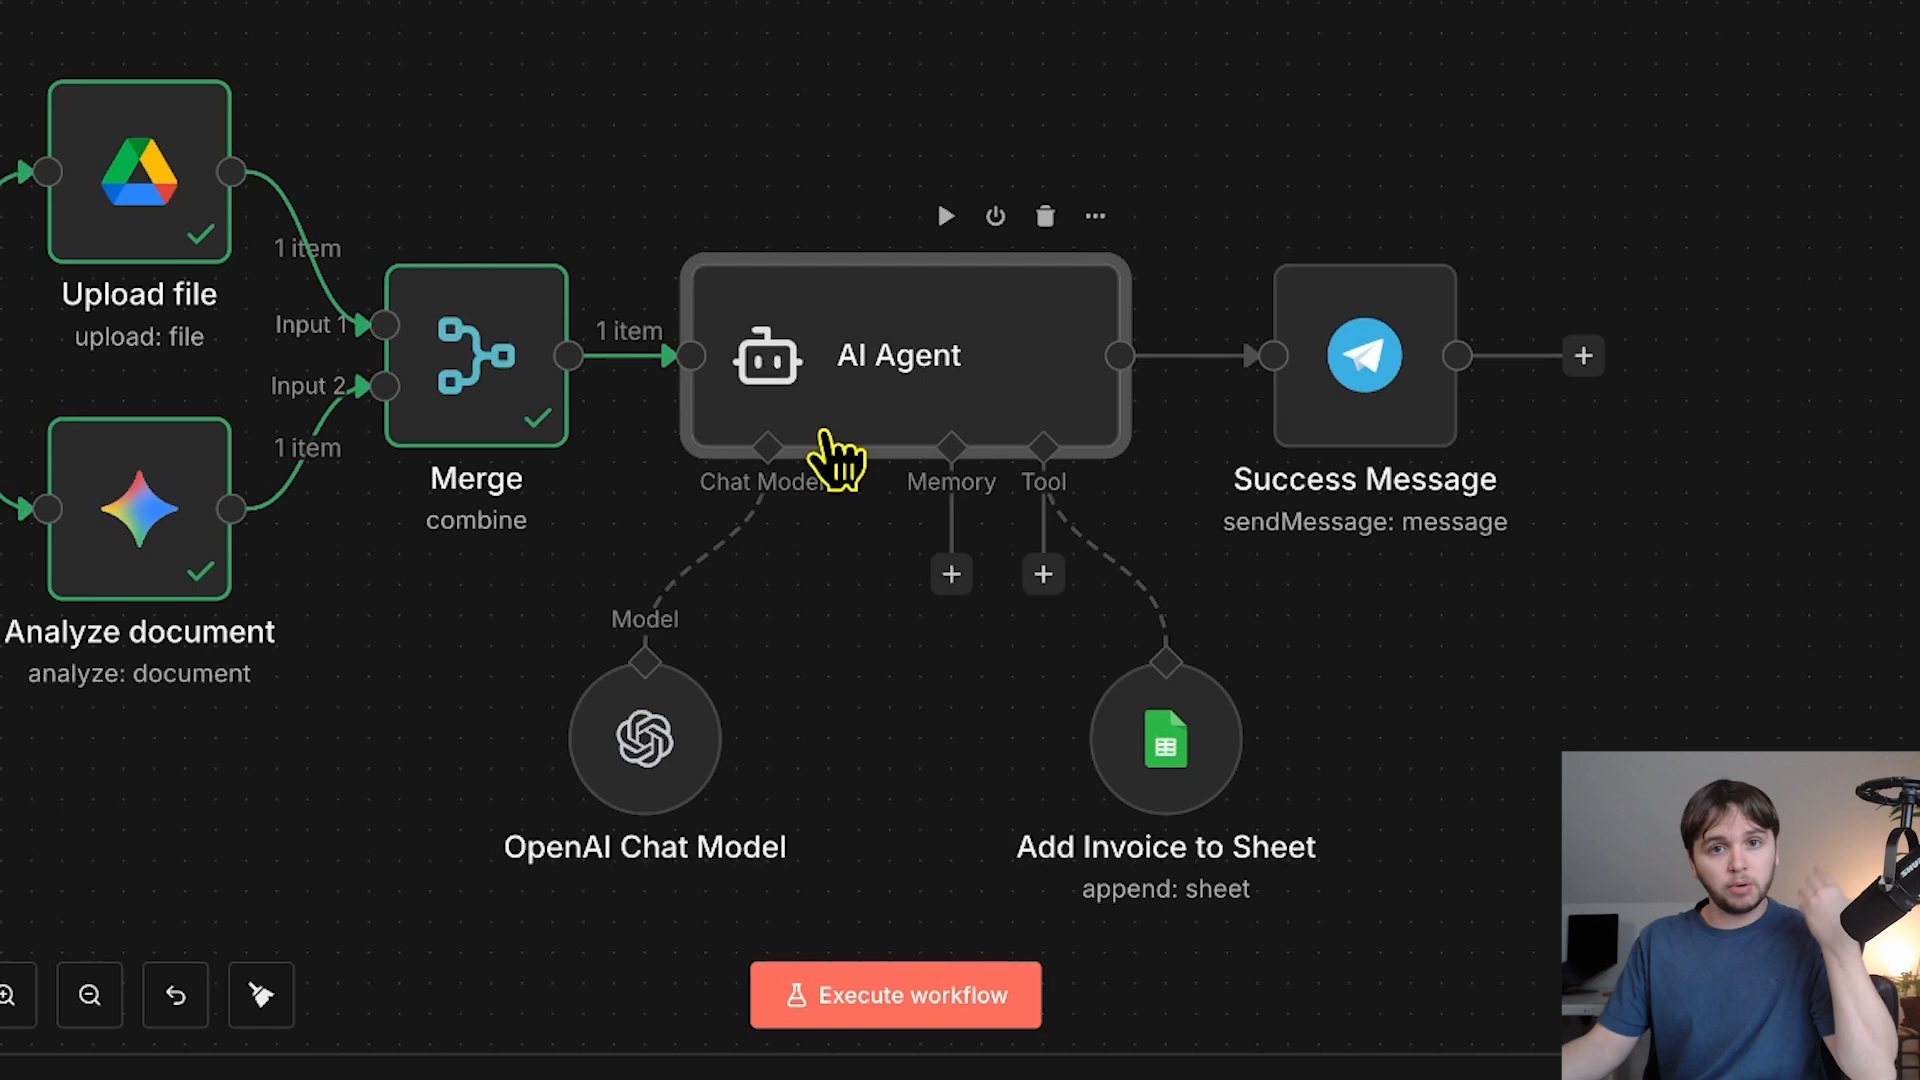 1 item
Upload file
upload: file
Input 1
Input 2
1 item
Analyze document
analyze: document
Merge
combine
1 item
AI Agent
Chat Model
Memory
Tool
Success Message
sendMessage: message
Model
OpenAI Chat Model
Add Invoice to Sheet
append: sheet
Execute workflow